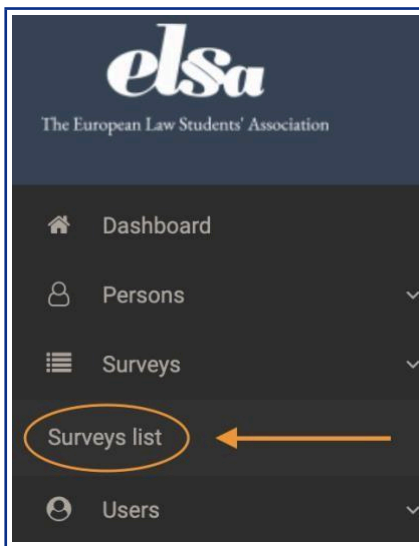 elsa
The European Law Students' Association
Dashboard
Persons
Surveys
Surveys list
Users